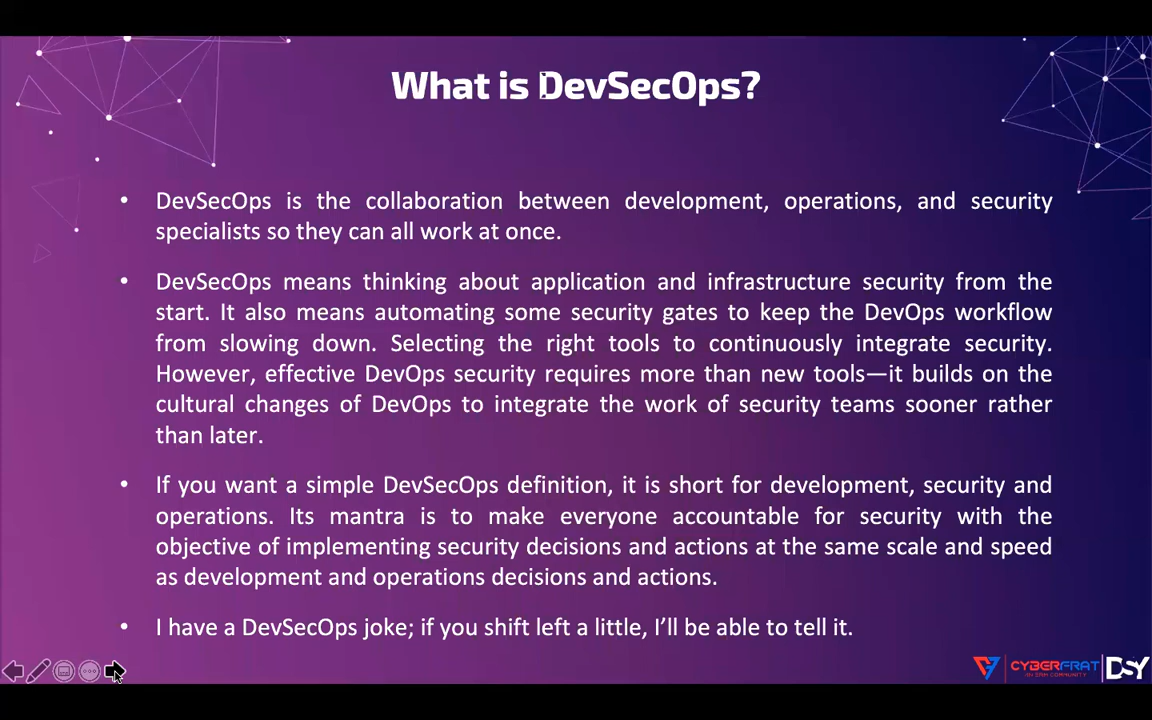 What is DevSecOps?
• DevSecOps is the collaboration between development, operations, and security
specialists so they can all work at once.
• DevSecOps means thinking about application and infrastructure security from the
start. It also means automating some security gates to keep the DevOps workflow
from slowing down. Selecting the right tools to continuously integrate security.
However, effective DevOps security requires more than new tools—it builds on the
cultural changes of DevOps to integrate the work of security teams sooner rather
than later.
• If you want a simple DevSecOps definition, it is short for development, security and
operations. Its mantra is to make everyone accountable for security with the
objective of implementing security decisions and actions at the same scale and speed
as development and operations decisions and actions.
• I have a DevSecOps joke; if you shift left a little, I’ll be able to tell it.
CYBERFRAT
DSY